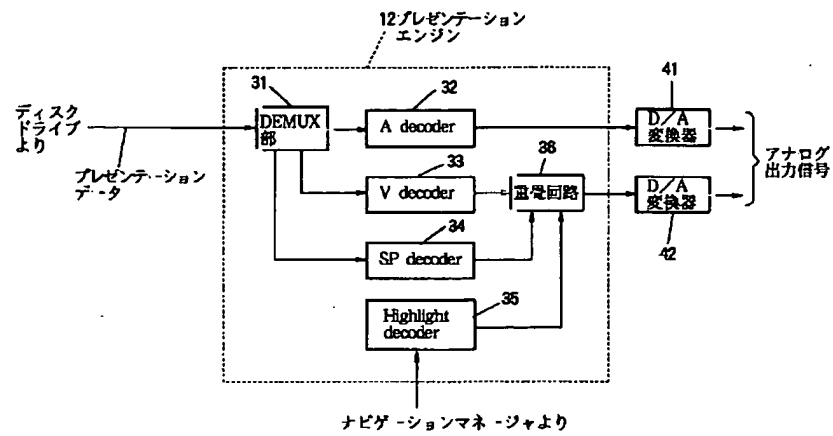 12プレゼンテーション
エンジン
31
32
41
ディスク
ドライブ
より
DEMUX
部
A decoder
D/A
変換器
プレゼンテーション
データ
33
36
アナログ
出力信号
V decoder
重畳回路
D/A
変換器
34
42
SP decoder
35
Highlight
decoder
ナビゲーションマネージャより